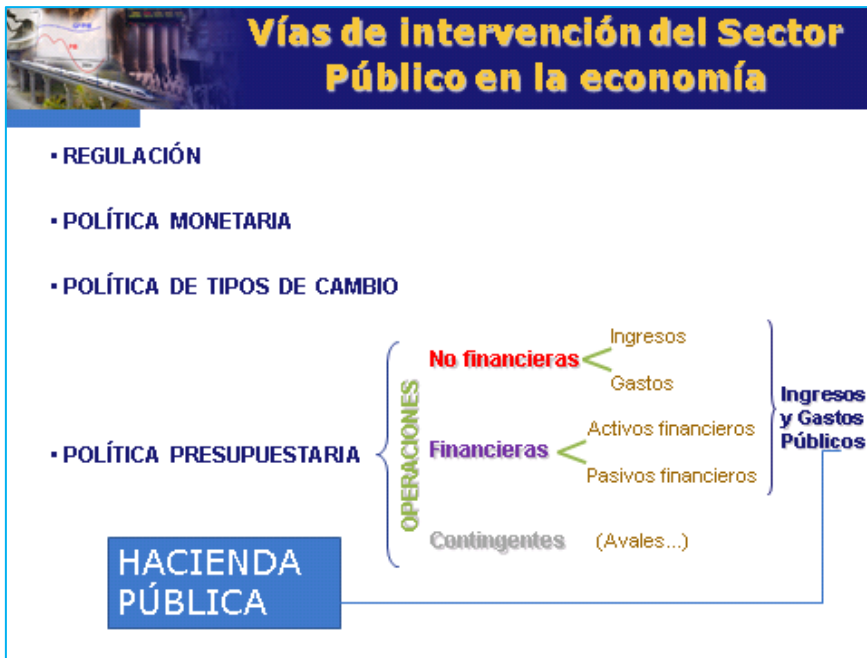 Vías de intervención del Sector
Público en la economía
▪ REGULACIÓN
▪ POLÍTICA MONETARIA
▪ POLÍTICA DE TIPOS DE CAMBIO
▪ POLÍTICA PRESUPUESTARIA
OPERACIONES
No financieras
Ingresos
Gastos
Financieras
Activos financieros
Pasivos financieros
Contingentes (Avales...)
Ingresos
y Gastos
Públicos
HACIENDA
PÚBLICA